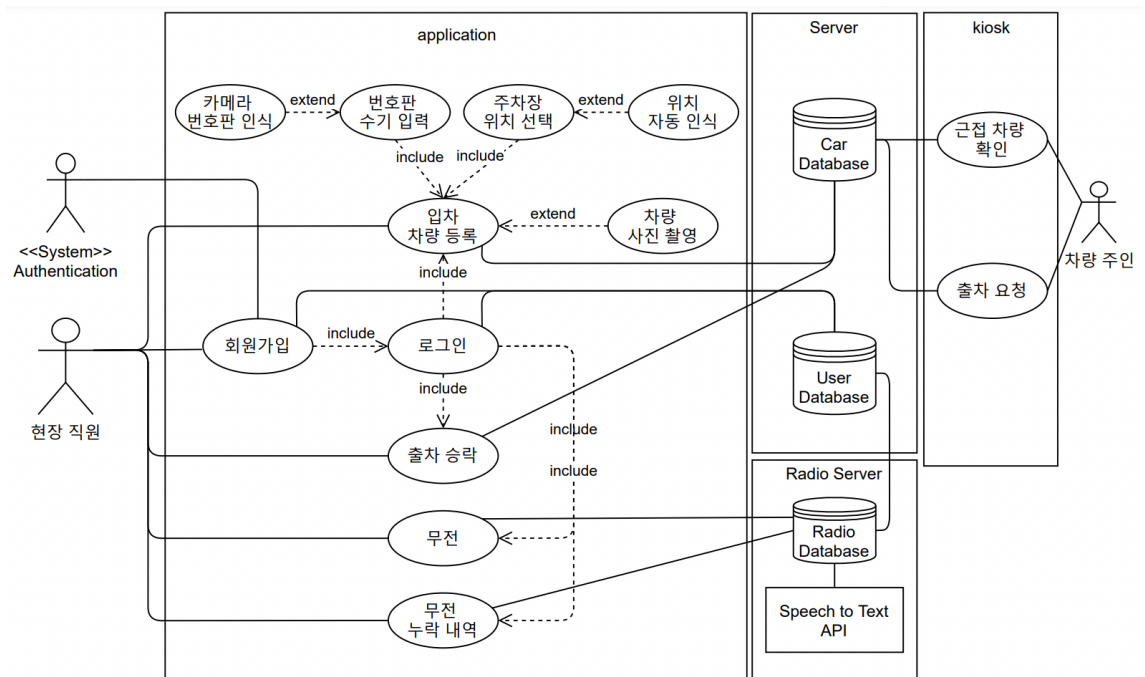 application
Server
kiosk
카메라
번호판 인식
extend
번호판
수기 입력
주차장
위치 선택
extend
위치
자동 인식
include
include
Car
Database
근접 차량
확인
<<System>>
Authentication
입차
차량 등록
extend
차량
사진 촬영
차량 주인
include
출차 요청
회원가입
include
로그인
User
Database
현장 직원
include
include
출차 승락
include
Radio Server
무전
Radio
Database
무전
누락 내역
Speech to Text
API